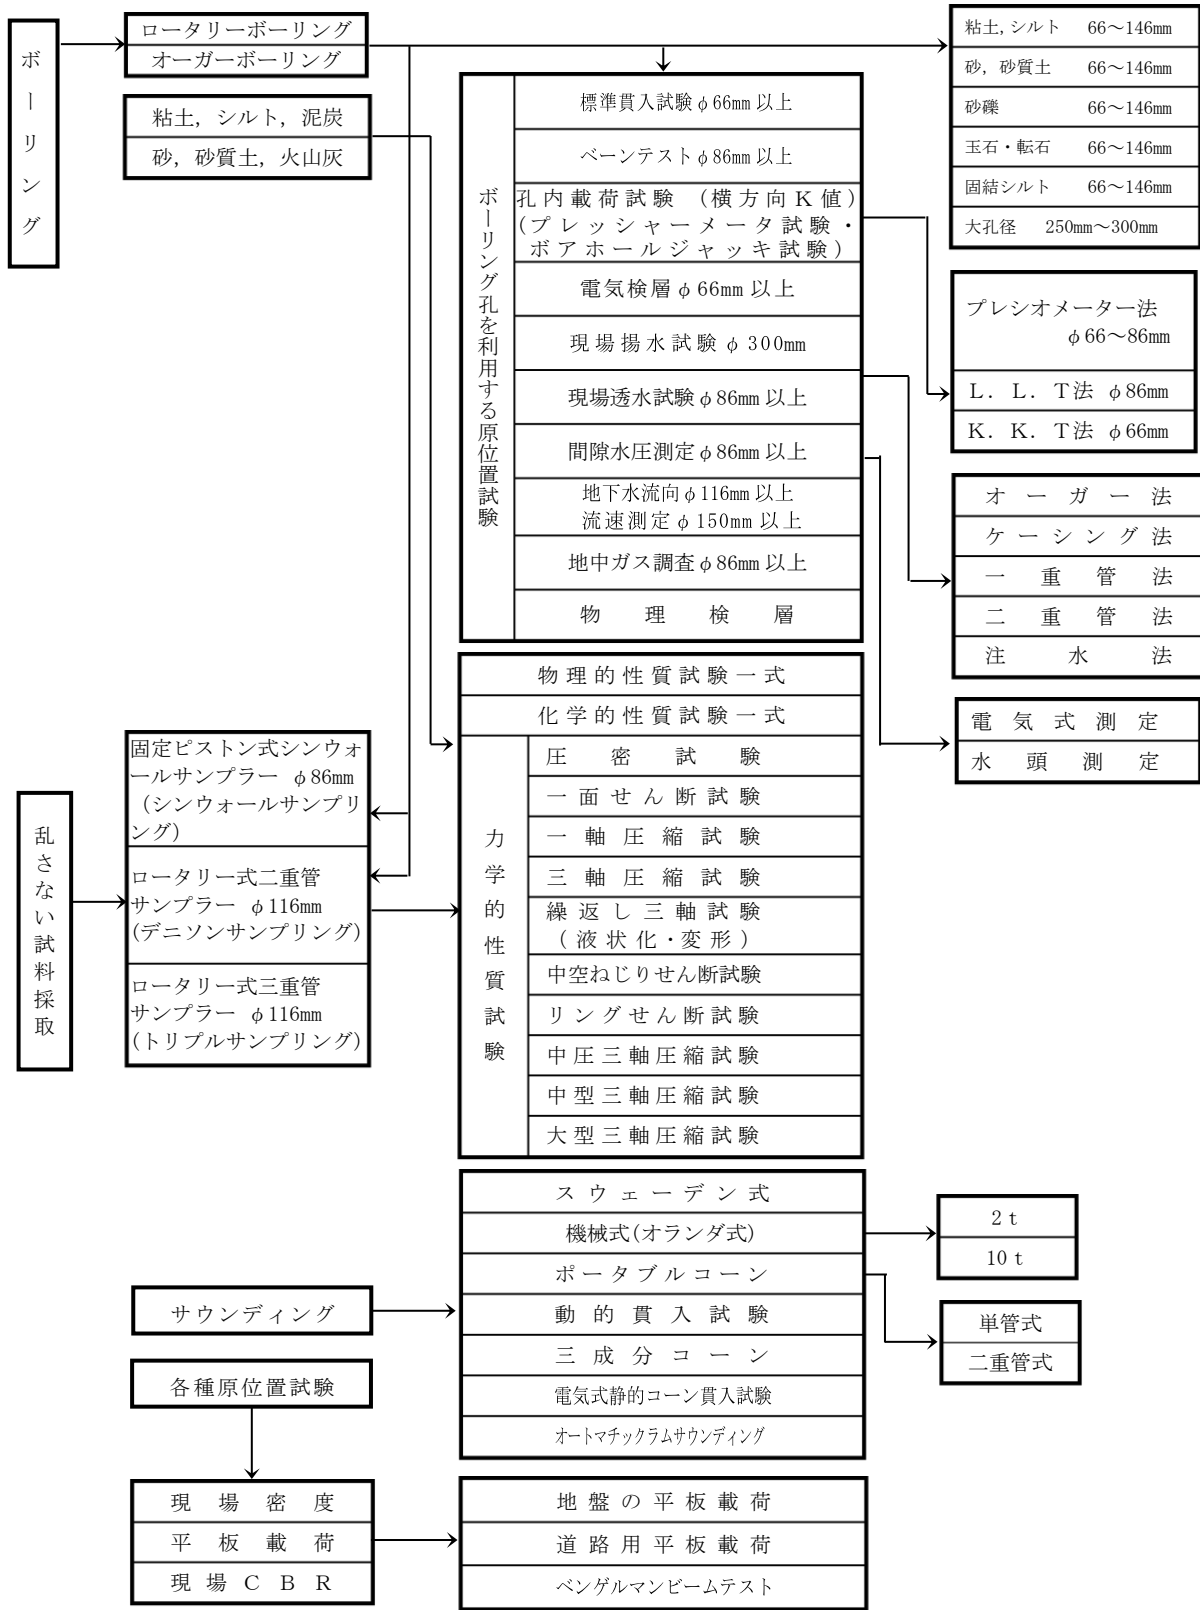 ボーリング
ロータリーボーリング
オーガーボーリング
粘土，シルト，泥炭
砂，砂質土，火山灰
ボーリング孔を利用する原位置試験
標準貫入試験φ66mm以上
ベーンテストφ86mm以上
孔内載荷試験（横方向K値）
(プレッシャーメータ試験・
ボアホールジャッキ試験)
電気検層φ66mm以上
現場揚水試験φ300mm
現場透水試験φ86mm以上
間隙水圧測定φ86mm以上
地下水流向φ116mm以上
流速測定φ150mm以上
地中ガス調査φ86mm以上
物理検層
粘土，シルト 66～146mm
砂，砂質土 66～146mm
砂礫 66～146mm
玉石・転石 66～146mm
固結シルト 66～146mm
大孔径 250mm～300mm
プレシオメーター法
φ66～86mm
L．L．T法 φ86mm
K．K．T法 φ66mm
オーガー法
ケーシング法
一重管法
二重管法
注水法
電気式測定
水頭測定
乱さない試料採取
固定ピストン式シンウォ
ールサンプラー φ86mm
（シンウォールサンプリ
ング）
ロータリー式二重管
サンプラー φ116mm
(デニソンサンプリング)
ロータリー式三重管
サンプラー φ116mm
(トリプルサンプリング)
物理的性質試験一式
化学的性質試験一式
力学的性質試験
圧密試験
一面せん断試験
一軸圧縮試験
三軸圧縮試験
繰返し三軸試験
（液状化・変形）
中空ねじりせん断試験
リングせん断試験
中圧三軸圧縮試験
中型三軸圧縮試験
大型三軸圧縮試験
サウンディング
スウェーデン式
機械式(オランダ式)
ポータブルコーン
動的貫入試験
三成分コーン
電気式静的コーン貫入試験
オートマチックラムサウンディング
2 t
10 t
単管式
二重管式
各種原位置試験
現場密度
平板載荷
現場CBR
地盤の平板載荷
道路用平板載荷
ベンゲルマンビームテスト